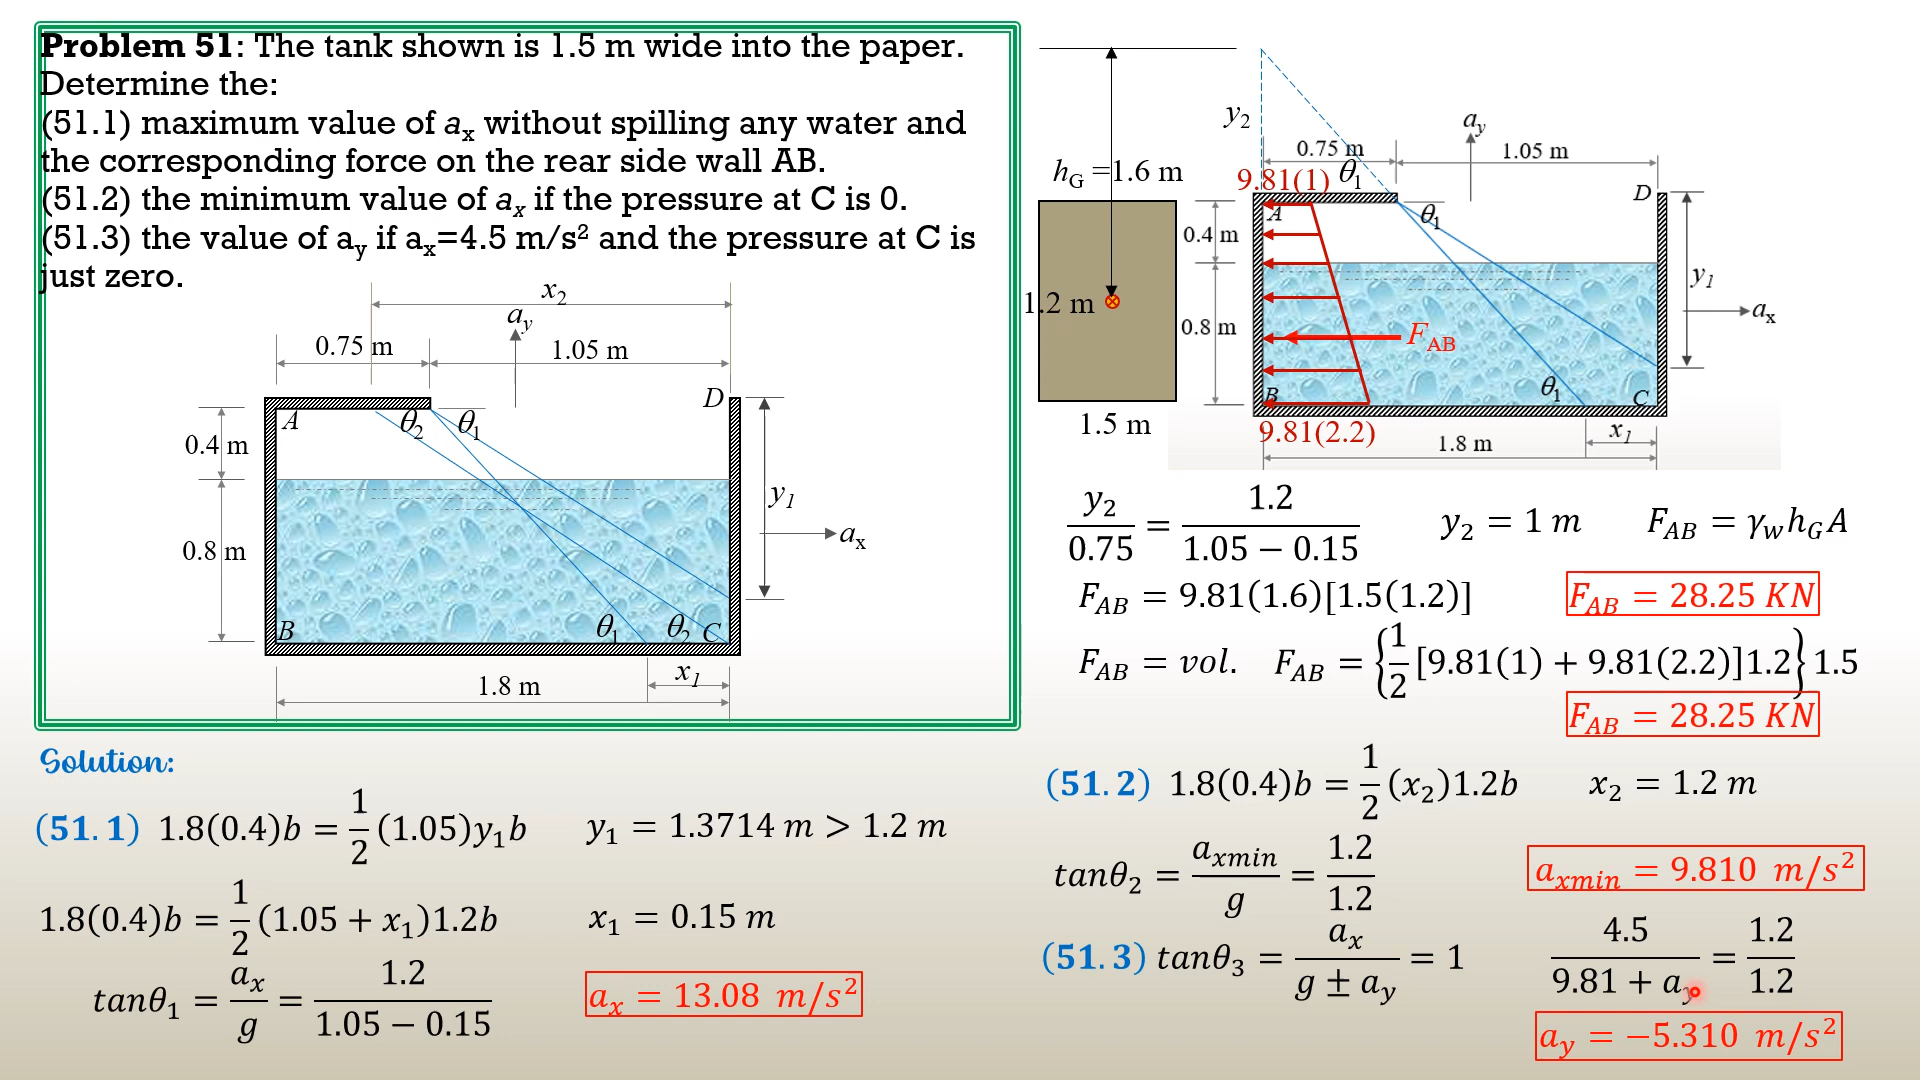 Problem 51: The tank shown is 1.5 m wide into the paper.
Determine the:
(51.1) maximum value of aₓ without spilling any water and
the corresponding force on the rear side wall AB.
(51.2) the minimum value of aₓ if the pressure at C is 0.
(51.3) the value of a_y if aₓ=4.5 m/s² and the pressure at C is
just zero.
x₂
a_y
0.75 m
1.05 m
D
A
θ₂
θ₁
0.4 m
y₁
aₓ
0.8 m
B
θ₁
θ₂
C
x₁
1.8 m
y₂
a_y
0.75 m
1.05 m
h_G =1.6 m
9.81(1)
θ₁
D
A
θ₁
0.4 m
y₁
1.2 m
aₓ
0.8 m
F_AB
θ₁
B
C
1.5 m
9.81(2.2)
x₁
1.8 m
y₂/0.75 = 1.2/(1.05 − 0.15)
y₂ = 1 m
F_AB = γ_w h_G A
F_AB = 9.81(1.6)[1.5(1.2)]
F_AB = 28.25 KN
F_AB = vol.
F_AB = {1/2 [9.81(1) + 9.81(2.2)]1.2} 1.5
F_AB = 28.25 KN
Solution:
(51.1) 1.8(0.4)b = 1/2 (1.05)y₁b
y₁ = 1.3714 m > 1.2 m
1.8(0.4)b = 1/2 (1.05 + x₁)1.2b
x₁ = 0.15 m
tanθ₁ = aₓ/g = 1.2/(1.05 − 0.15)
aₓ = 13.08 m/s²
(51.2) 1.8(0.4)b = 1/2 (x₂)1.2b
x₂ = 1.2 m
tanθ₂ = a_xmin/g = 1.2/1.2
a_xmin = 9.810 m/s²
(51.3) tanθ₃ = aₓ/(g ± a_y) = 1
4.5/(9.81 + a_y) = 1.2/1.2
a_y = −5.310 m/s²